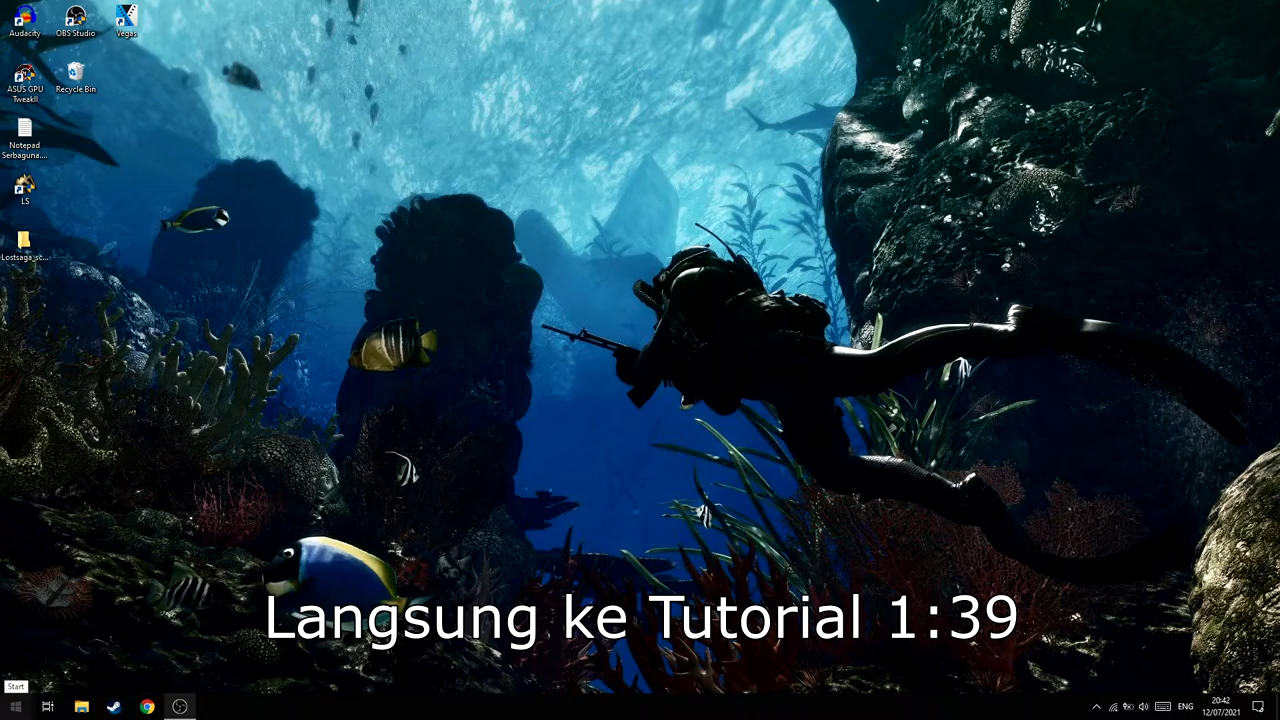 Audacity
OBS Studio
Vegas
ASUS GPU
TweakII
Recycle Bin
Notepad
Serbaguna....
LS
Lostsaga_sc...
Langsung ke Tutorial 1:39
Start
ENG
20:42
12/07/2021